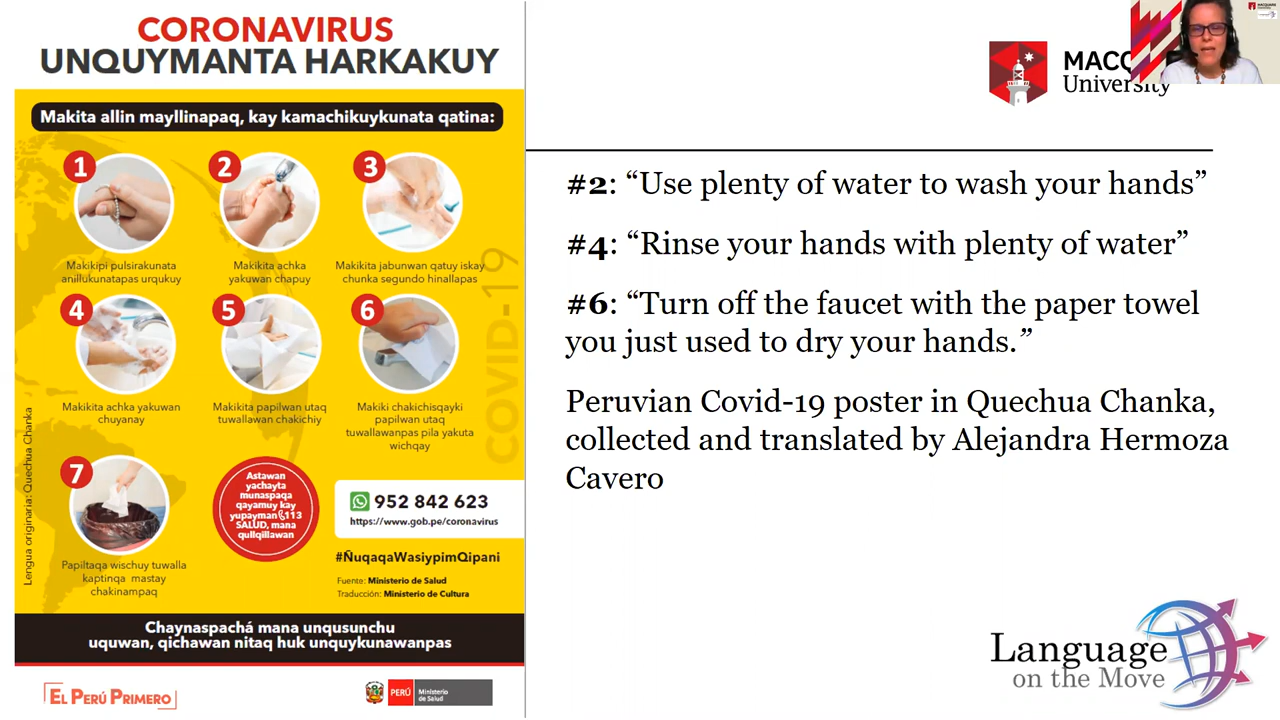 CORONAVIRUS
UNQUYMANTA HARKAKUY
Makita allin mayllinapaq, kay kamachikuykunata qatina:
1
Makikipi pulsirakunata
anillukunatapas urqukuy
2
Makikita achka
yakuwan chapuy
3
Makikita jabunwan qatuy iskay
chunka segundo hinallapas
4
Makikita achka yakuwan
chuyanay
5
Makikita papilwan utaq
tuwallawan chakichiy
6
Makiki chakichisqayki
papilwan utaq
tuwallawanpas pila yakuta
wichqay
7
Papiltaqa wischuy tuwalla
kaptinqa mastay
chakinampaq
Astawan
yachayta
munaspaqa
qayamuy kay
yupayman 113
SALUD, mana
qullqillawan
952 842 623
https://www.gob.pe/coronavirus
#ÑuqaqaWasiypimQipani
Fuente: Ministerio de Salud
Traducción: Ministerio de Cultura
COVID-19
Lengua originaria: Quechua Chanka
Chaynaspachá mana unqusunchu
uquwan, qichawan nitaq huk unquykunawanpas
EL PERÚ PRIMERO
PERÚ
Ministerio
de Salud
MACQ
University
#2: “Use plenty of water to wash your hands”
#4: “Rinse your hands with plenty of water”
#6: “Turn off the faucet with the paper towel
you just used to dry your hands.”
Peruvian Covid-19 poster in Quechua Chanka,
collected and translated by Alejandra Hermoza
Cavero
Language
on the Move